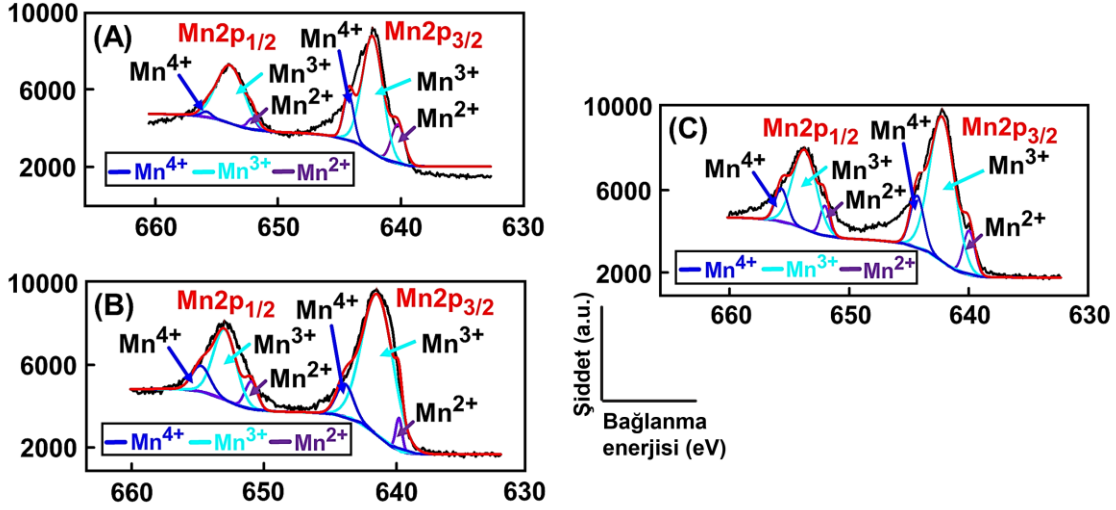 (A)
10000
6000
2000
Mn2p1/2
Mn4+
Mn2p3/2
Mn4+
Mn3+
Mn3+
Mn2+
Mn2+
Mn4+ Mn3+ Mn2+
660 650 640 630
(B)
10000
6000
2000
Mn2p1/2
Mn4+
Mn2p3/2
Mn4+
Mn3+
Mn3+
Mn2+
Mn2+
Mn4+ Mn3+ Mn2+
660 650 640 630
(C)
10000
6000
2000
Mn2p1/2
Mn4+
Mn2p3/2
Mn4+
Mn3+
Mn3+
Mn2+
Mn2+
Mn4+ Mn3+ Mn2+
660 650 640 630
Şiddet (a.u.)
Bağlanma
enerjisi (eV)